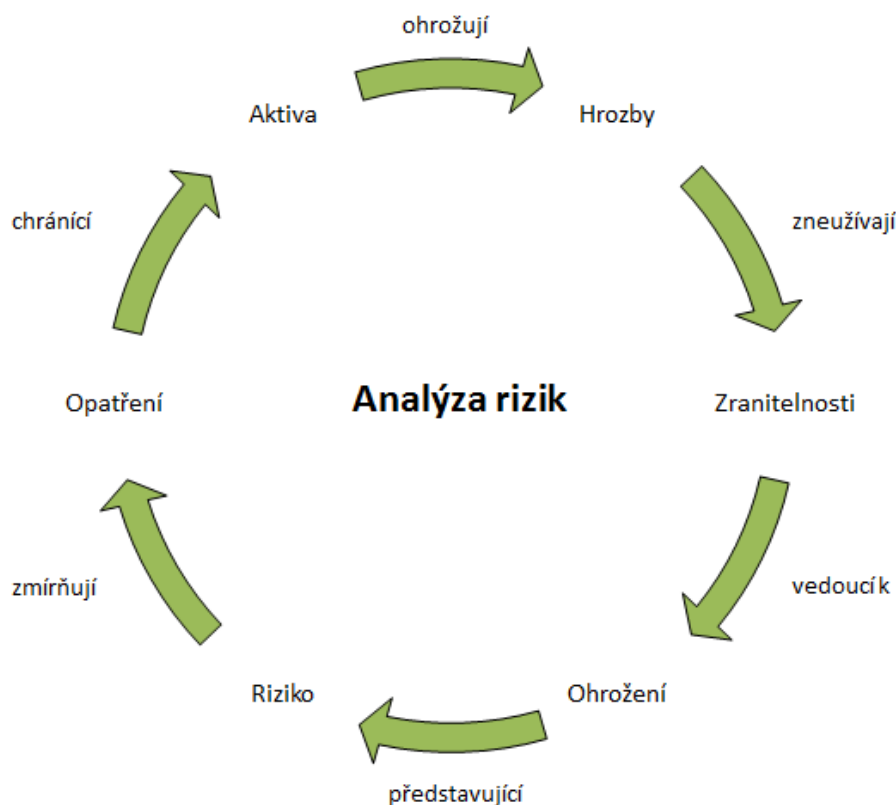 ohrožují
Aktiva
Hrozby
chránící
zneužívají
Opatření
Analýza rizik
Zranitelnosti
zmírňují
vedoucí k
Riziko
Ohrožení
představující